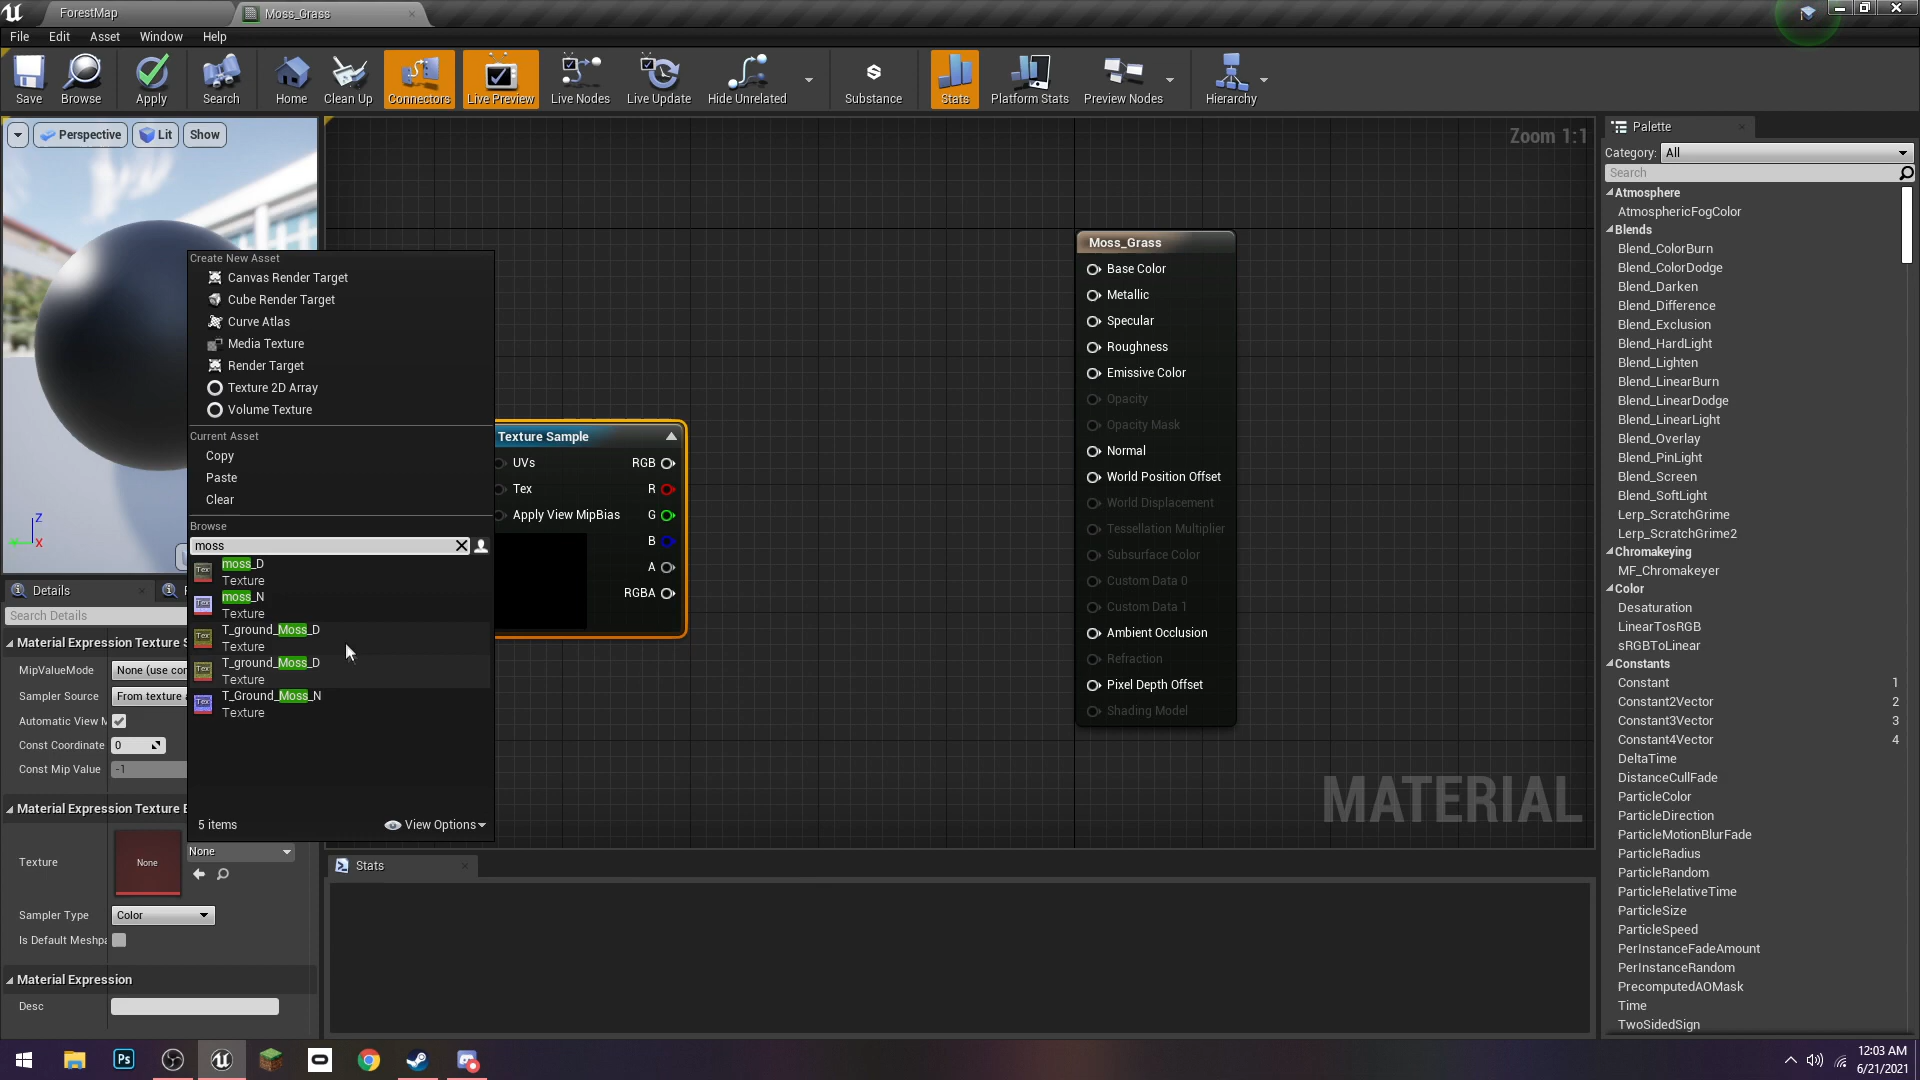 ForestMap
Moss_Grass
File Edit Asset Window Help
Save Browse Apply Search Home Clean Up Connectors Live Preview Live Nodes Live Update Hide Unrelated Substance Stats Platform Stats Preview Nodes Hierarchy
Perspective Lit Show
Zoom 1:1
Create New Asset
Canvas Render Target
Cube Render Target
Curve Atlas
Media Texture
Render Target
Texture 2D Array
Volume Texture
Current Asset
Copy
Paste
Clear
Browse
moss
moss_D
Texture
moss_N
Texture
T_ground_Moss_D
Texture
T_ground_Moss_D
Texture
T_Ground_Moss_N
Texture
5 items View Options
Z
X
Details
Search Details
Material Expression Texture S
MipValueMode None (use con
Sampler Source From texture a
Automatic View M
Const Coordinate 0
Const Mip Value -1
Material Expression Texture B
Texture None None
Sampler Type Color
Is Default Meshpa
Material Expression
Desc
Texture Sample
UVs RGB
Tex R
Apply View MipBias G
B
A
RGBA
Moss_Grass
Base Color
Metallic
Specular
Roughness
Emissive Color
Opacity
Opacity Mask
Normal
World Position Offset
World Displacement
Tessellation Multiplier
Subsurface Color
Custom Data 0
Custom Data 1
Ambient Occlusion
Refraction
Pixel Depth Offset
Shading Model
MATERIAL
Stats
Palette
Category: All
Search
Atmosphere
AtmosphericFogColor
Blends
Blend_ColorBurn
Blend_ColorDodge
Blend_Darken
Blend_Difference
Blend_Exclusion
Blend_HardLight
Blend_Lighten
Blend_LinearBurn
Blend_LinearDodge
Blend_LinearLight
Blend_Overlay
Blend_PinLight
Blend_Screen
Blend_SoftLight
Lerp_ScratchGrime
Lerp_ScratchGrime2
Chromakeying
MF_Chromakeyer
Color
Desaturation
LinearTosRGB
sRGBToLinear
Constants
Constant 1
Constant2Vector 2
Constant3Vector 3
Constant4Vector 4
DeltaTime
DistanceCullFade
ParticleColor
ParticleDirection
ParticleMotionBlurFade
ParticleRadius
ParticleRandom
ParticleRelativeTime
ParticleSize
ParticleSpeed
PerInstanceFadeAmount
PerInstanceRandom
PrecomputedAOMask
Time
TwoSidedSign
Ps
12:03 AM
6/21/2021